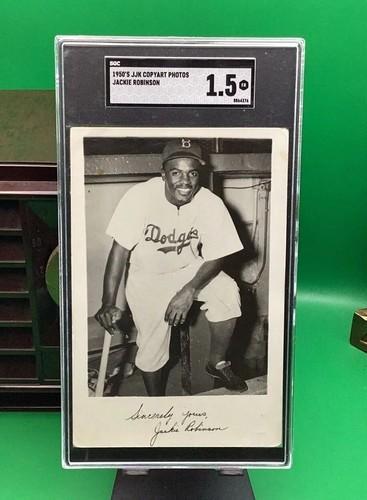 SGC
1950'S JJK COPYART PHOTOS
JACKIE ROBINSON
1.5
B
Dodgers
Sincerely yours,
Jackie Robinson